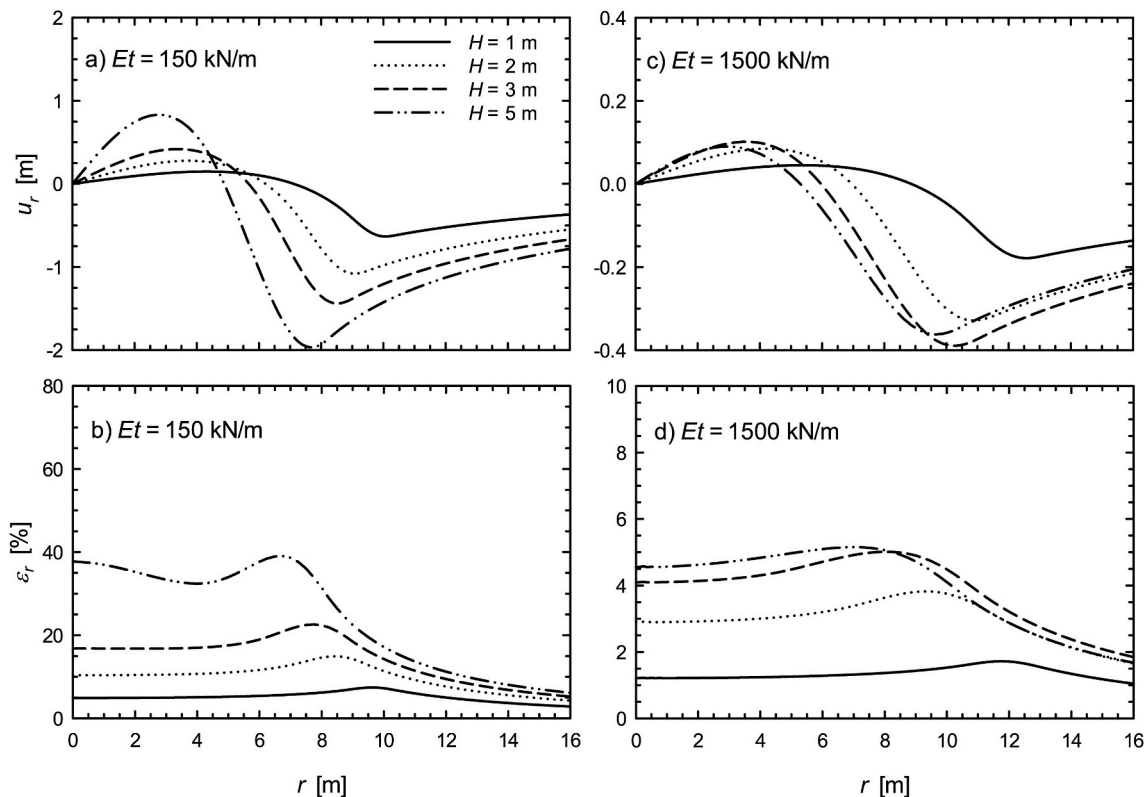 a) Et = 150 kN/m
H = 1 m
H = 2 m
H = 3 m
H = 5 m
2
1
0
-1
-2
u_r [m]
c) Et = 1500 kN/m
0.4
0.2
0.0
-0.2
-0.4
b) Et = 150 kN/m
80
60
40
20
0
ε_r [%]
0 2 4 6 8 10 12 14 16
r [m]
d) Et = 1500 kN/m
10
8
6
4
2
0
0 2 4 6 8 10 12 14 16
r [m]